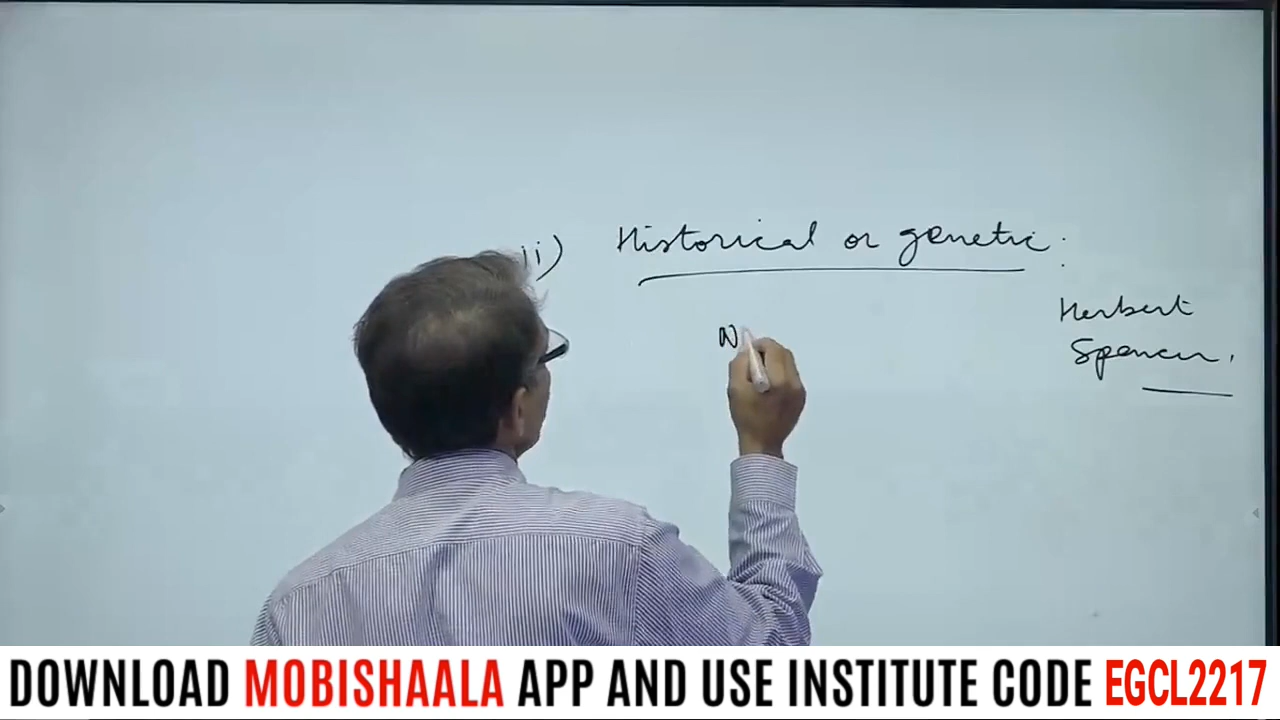 ii) Historical or genetic :
Herbert
Spencer,
N
DOWNLOAD MOBISHAALA APP AND USE INSTITUTE CODE EGCL2217